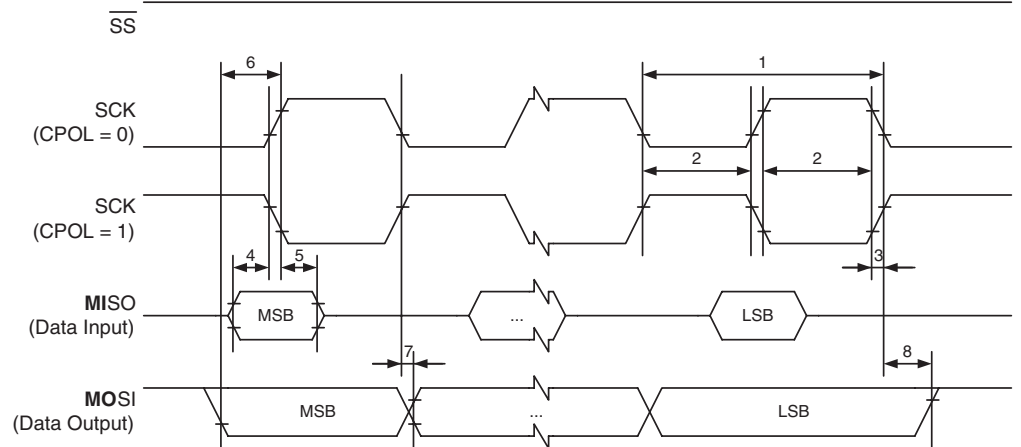 SS
6
1
SCK
(CPOL = 0)
2
2
SCK
(CPOL = 1)
4
5
3
MISO
(Data Input)
MSB
...
LSB
7
8
MOSI
(Data Output)
MSB
...
LSB